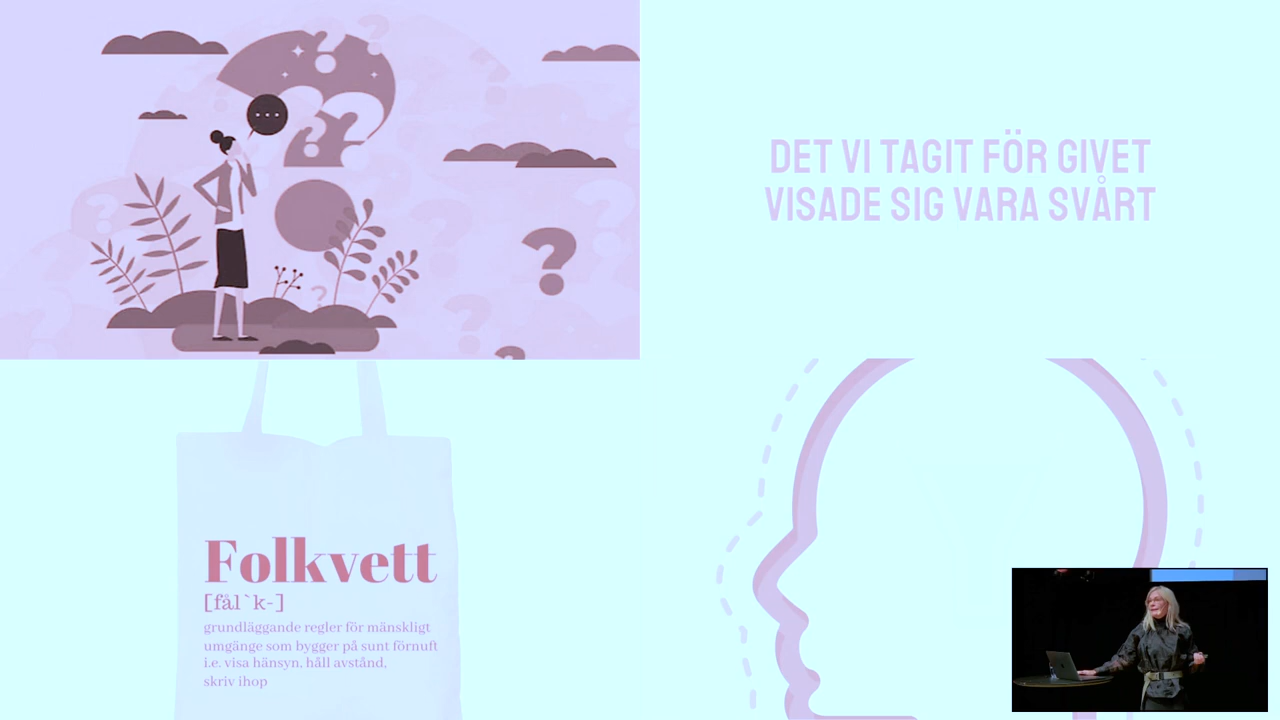 DET VI TAGIT FÖR GIVET
VISADE SIG VARA SVÅRT
Folkvett
[fål`k-]
grundläggande regler för mänskligt
umgänge som bygger på sunt förnuft
i.e. visa hänsyn, håll avstånd,
skriv ihop